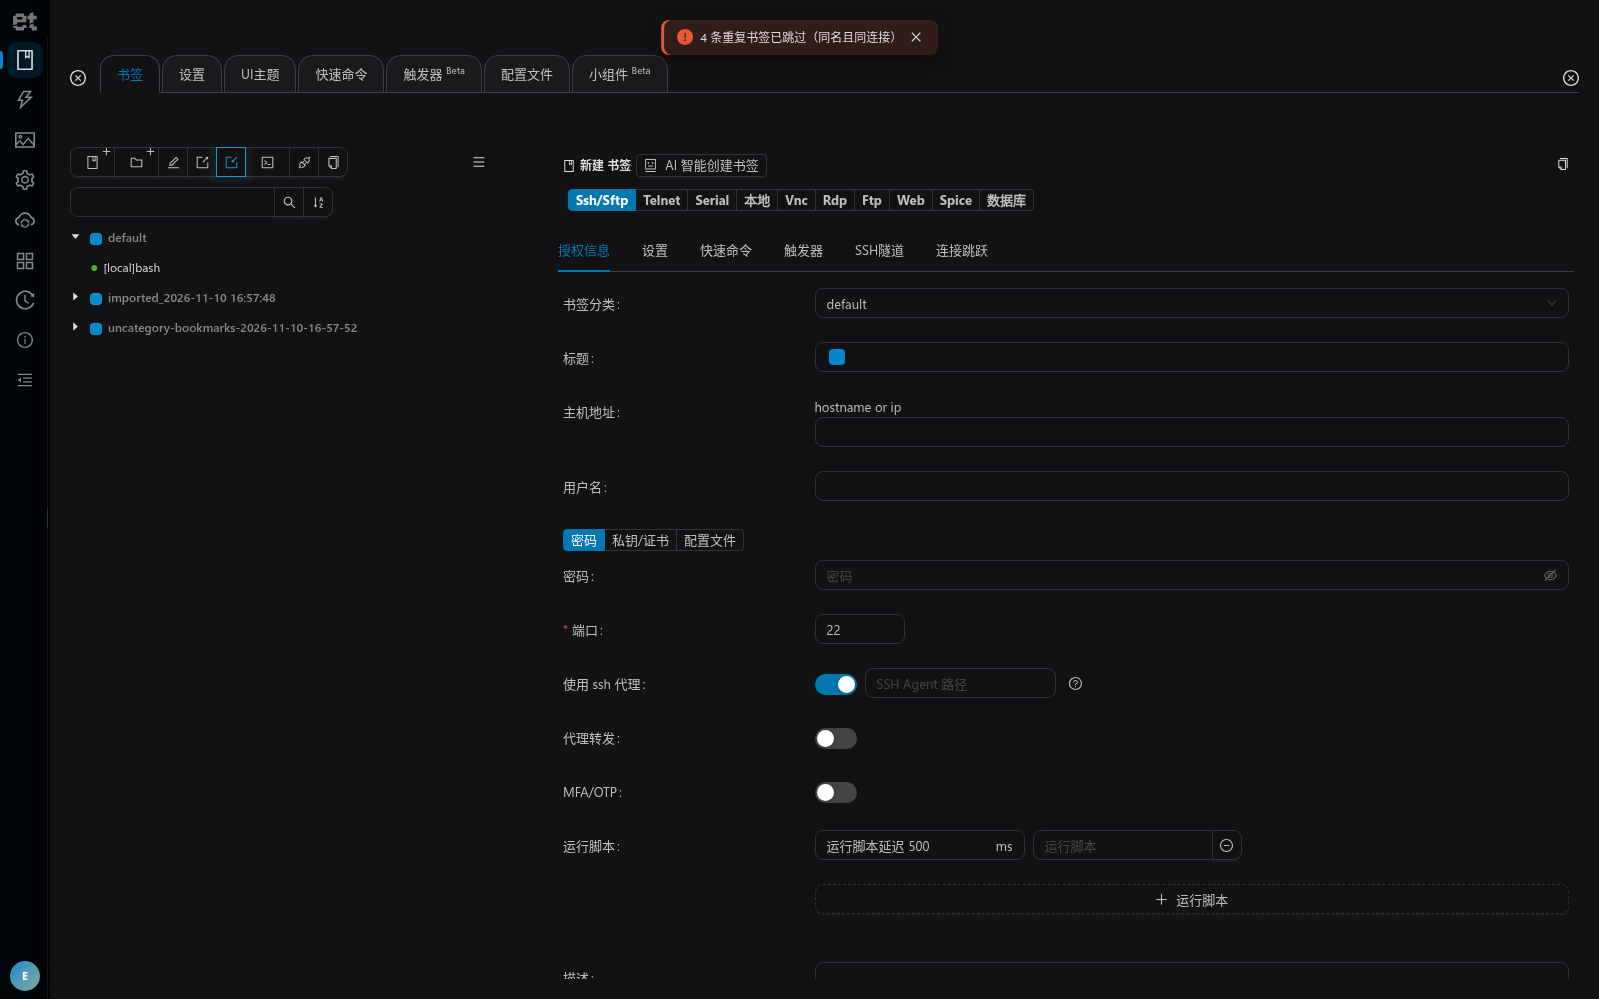 et
4 条重复书签已跳过（同名且同连接）
书签
设置
UI主题
快速命令
触发器 Beta
配置文件
小组件 Beta
新建 书签
AI 智能创建书签
Ssh/Sftp
Telnet
Serial
本地
Vnc
Rdp
Ftp
Web
Spice
数据库
default
[local]bash
imported_2026-11-10 16:57:48
uncategory-bookmarks-2026-11-10-16-57-52
授权信息
设置
快速命令
触发器
SSH隧道
连接跳跃
书签分类:
default
标题:
主机地址:
hostname or ip
用户名:
密码
私钥/证书
配置文件
密码:
密码
* 端口:
22
使用 ssh 代理:
SSH Agent 路径
代理转发:
MFA/OTP:
运行脚本:
运行脚本延迟 500
ms
运行脚本
运行脚本
描述:
E